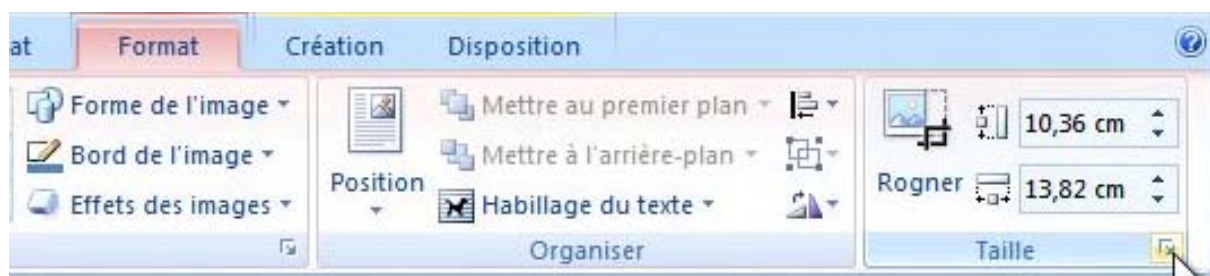 at Format Création Disposition
Forme de l'image
Bord de l'image
Effets des images
Position
Mettre au premier plan
Mettre à l'arrière-plan
Habillage du texte
Organiser
Rogner
10,36 cm
13,82 cm
Taille